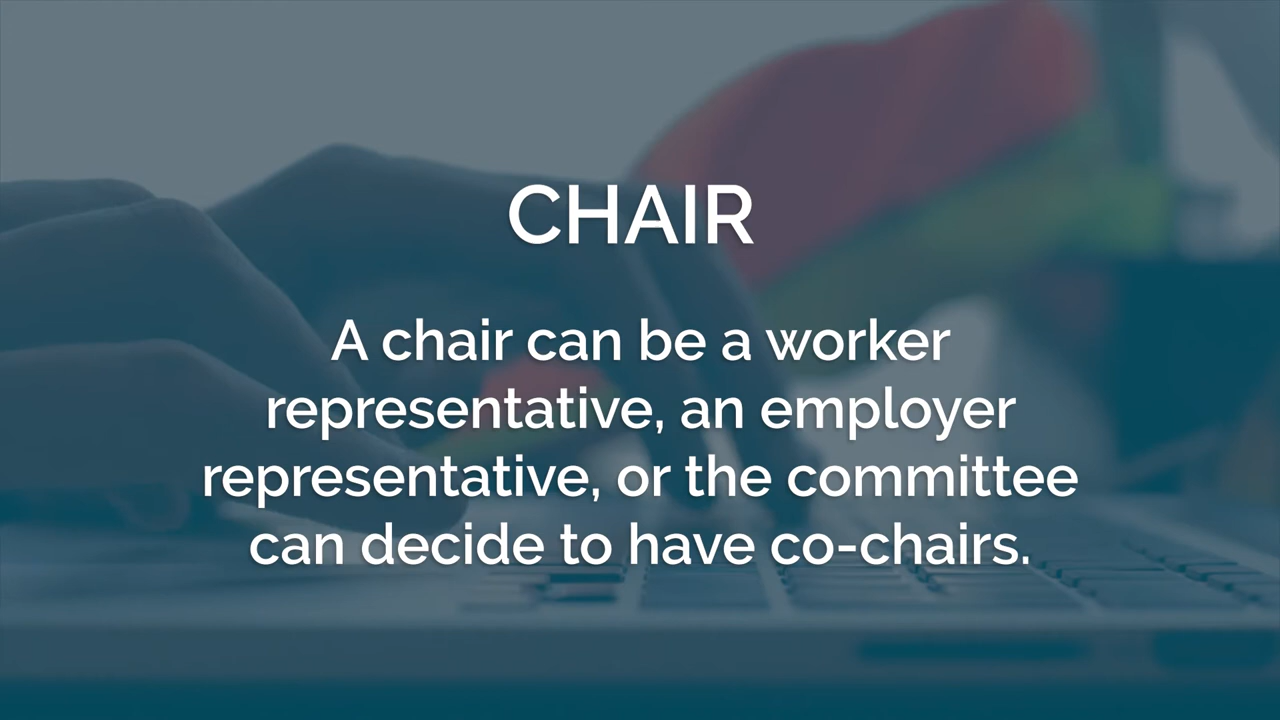 CHAIR
A chair can be a worker
representative, an employer
representative, or the committee
can decide to have co-chairs.